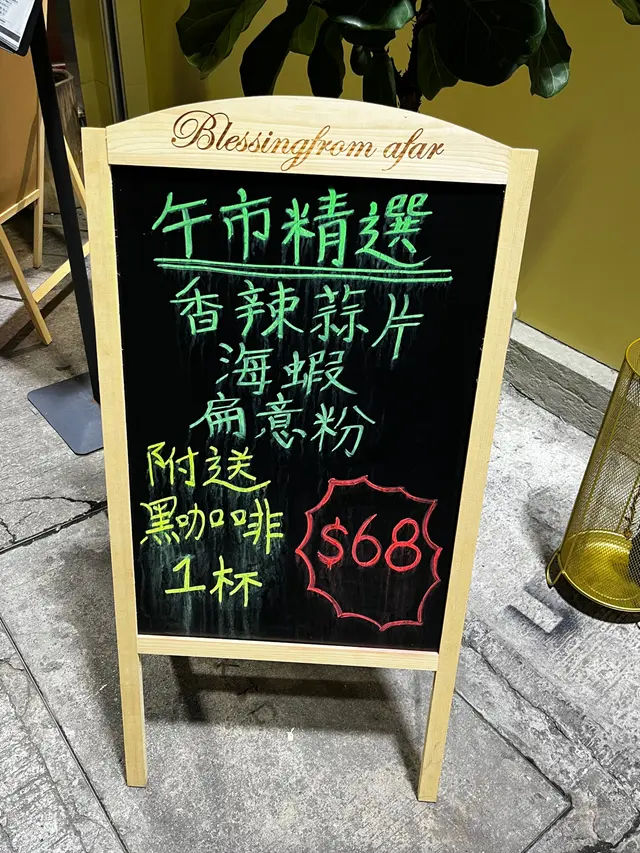 Blessingfrom afar
午市精選
香辣蒜片
海蝦
扁意粉
附送
黑咖啡
1杯
$68